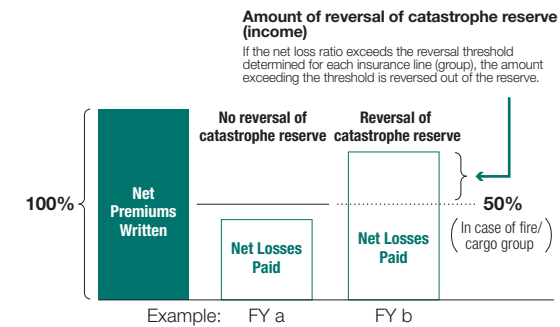 Amount of reversal of catastrophe reserve
(income)
If the net loss ratio exceeds the reversal threshold
determined for each insurance line (group), the amount
exceeding the threshold is reversed out of the reserve.
No reversal of
catastrophe reserve
Reversal of
catastrophe reserve
100%
Net
Premiums
Written
Net Losses
Paid
Net Losses
Paid
50%
(In case of fire/
cargo group)
Example: FY a FY b